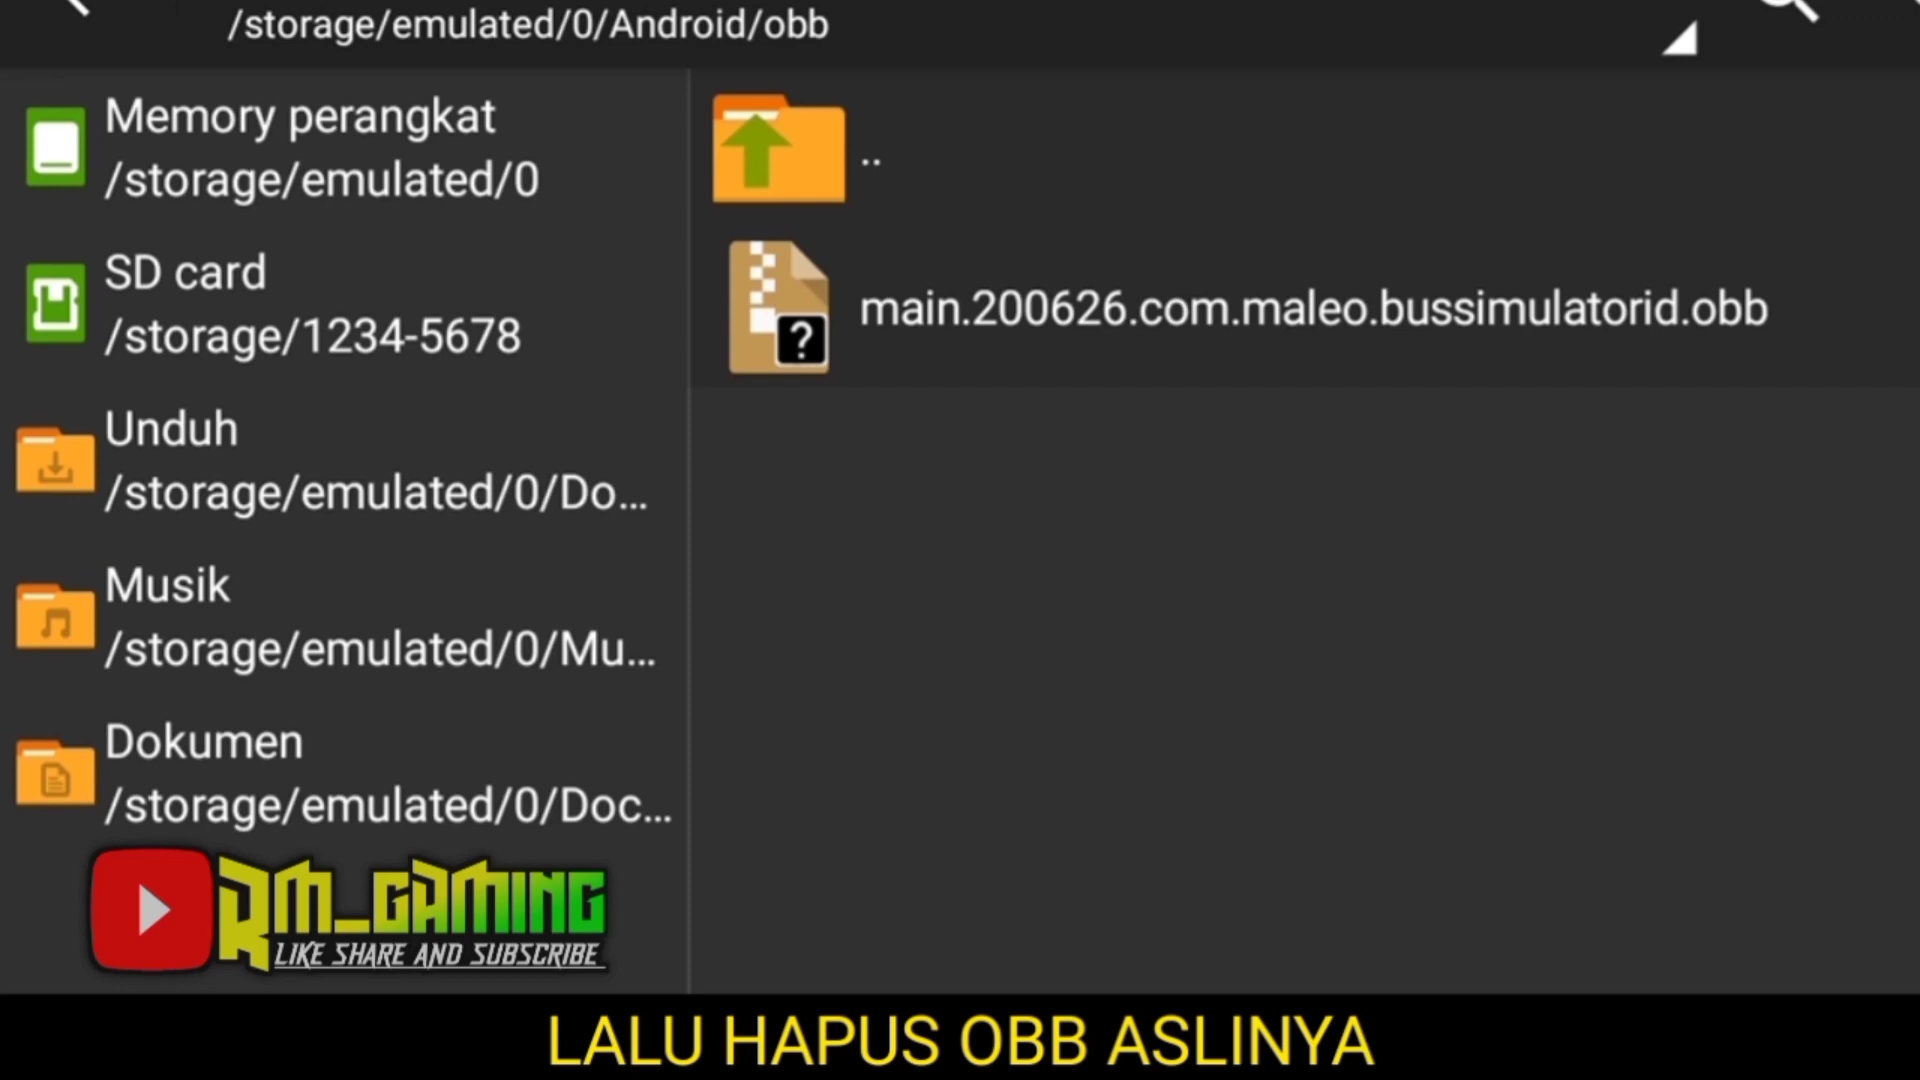 /storage/emulated/0/Android/obb
Memory perangkat
/storage/emulated/0
SD card
/storage/1234-5678
Unduh
/storage/emulated/0/Do...
Musik
/storage/emulated/0/Mu...
Dokumen
/storage/emulated/0/Doc...
..
main.200626.com.maleo.bussimulatorid.obb
?
RM_GAMING
LIKE SHARE AND SUBSCRIBE
LALU HAPUS OBB ASLINYA